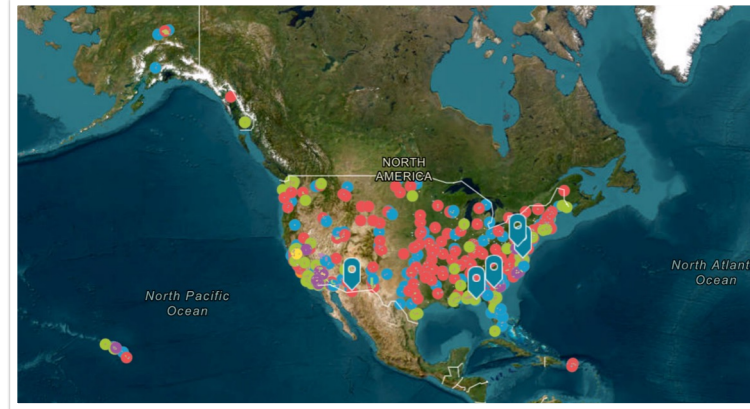 NORTH
AMERICA
North Pacific
Ocean
North Atlant
Ocean